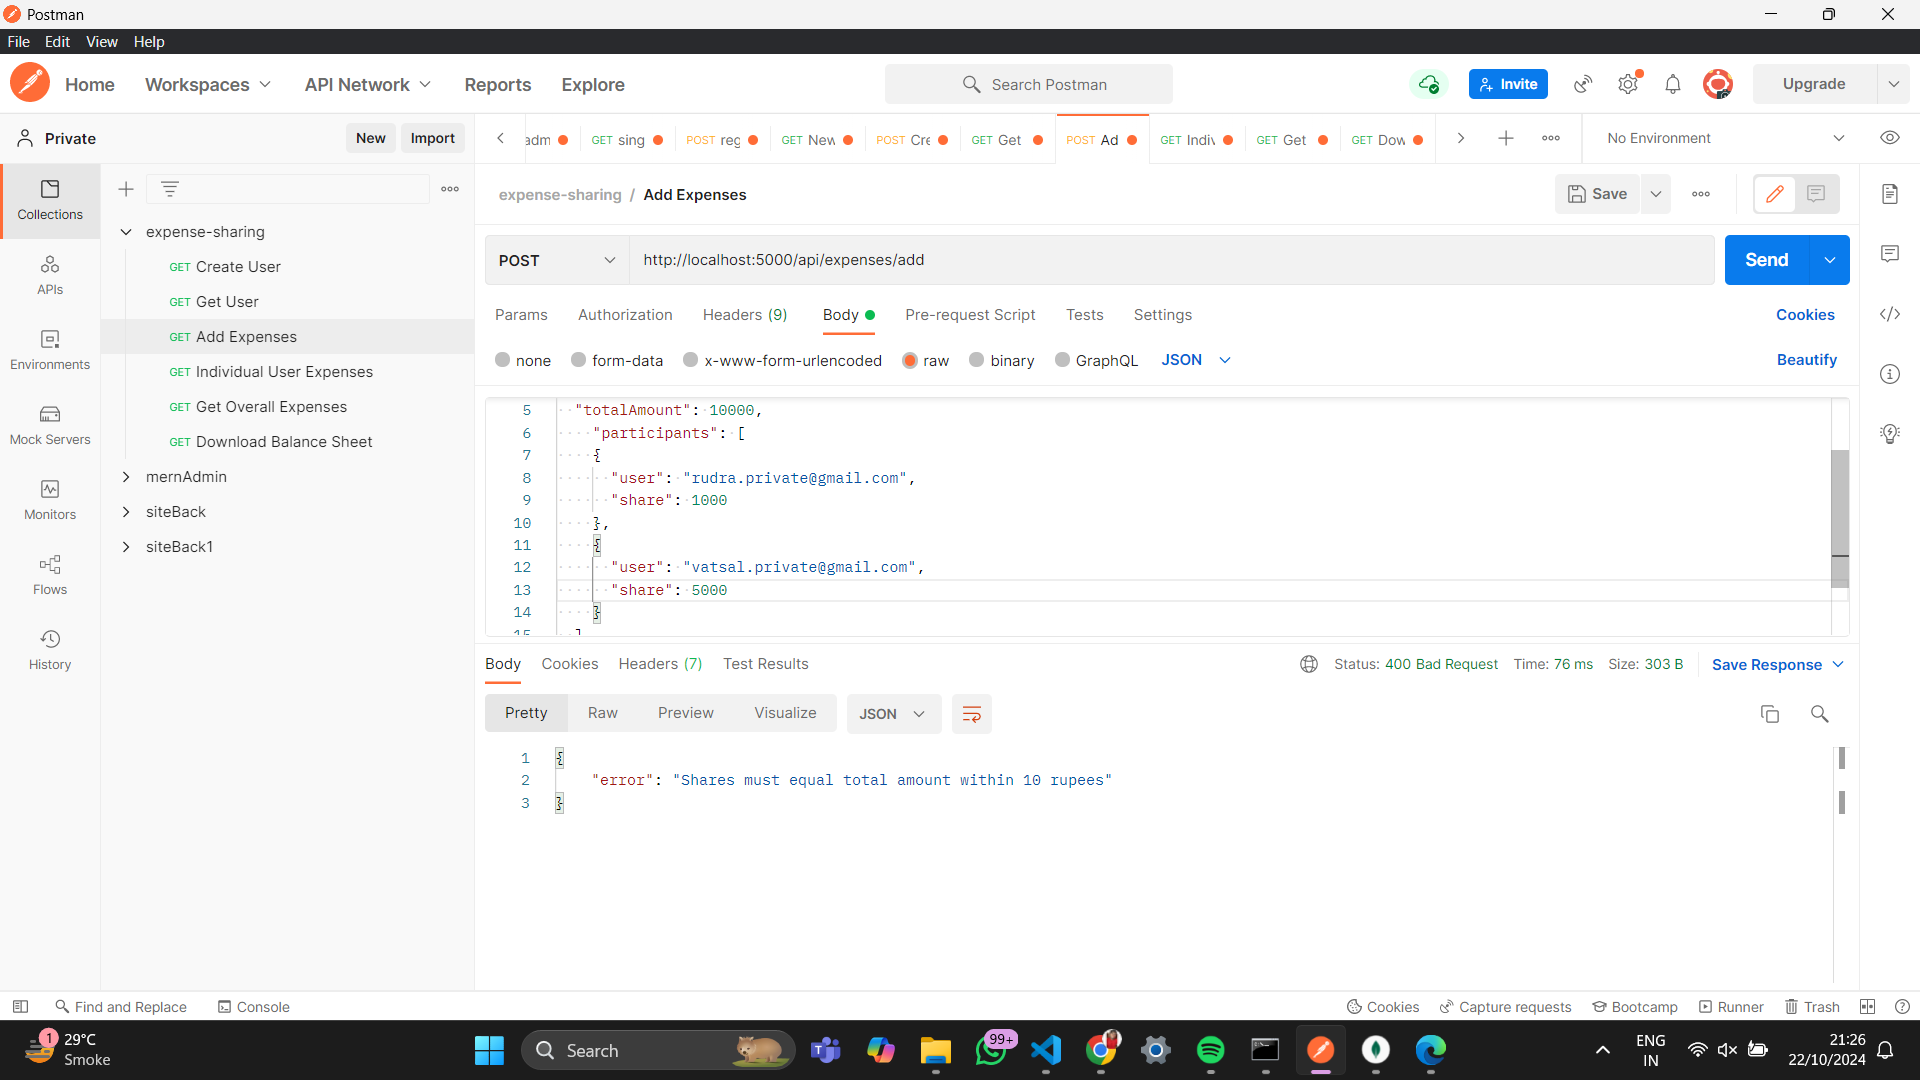 Postman
File Edit View Help
Home Workspaces API Network Reports Explore Search Postman Invite Upgrade
Private New Import
adm GET sing POST reg GET New POST Cre GET Get POST Ad GET Indiv GET Get GET Dow No Environment
Collections
APIs
Environments
Mock Servers
Monitors
Flows
History
expense-sharing
GET Create User
GET Get User
GET Add Expenses
GET Individual User Expenses
GET Get Overall Expenses
GET Download Balance Sheet
mernAdmin
siteBack
siteBack1
expense-sharing / Add Expenses Save
POST http://localhost:5000/api/expenses/add Send
Params Authorization Headers (9) Body Pre-request Script Tests Settings Cookies
none form-data x-www-form-urlencoded raw binary GraphQL JSON Beautify
5 "totalAmount": 10000,
6 "participants": [
7 {
8 "user": "rudra.private@gmail.com",
9 "share": 1000
10 },
11 {
12 "user": "vatsal.private@gmail.com",
13 "share": 5000
14 }
15 ]
Body Cookies Headers (7) Test Results Status: 400 Bad Request Time: 76 ms Size: 303 B Save Response
Pretty Raw Preview Visualize JSON
1 {
2 "error": "Shares must equal total amount within 10 rupees"
3 }
Find and Replace Console Cookies Capture requests Bootcamp Runner Trash
1 29°C
Smoke
Search
99+
ENG
IN
21:26
22/10/2024